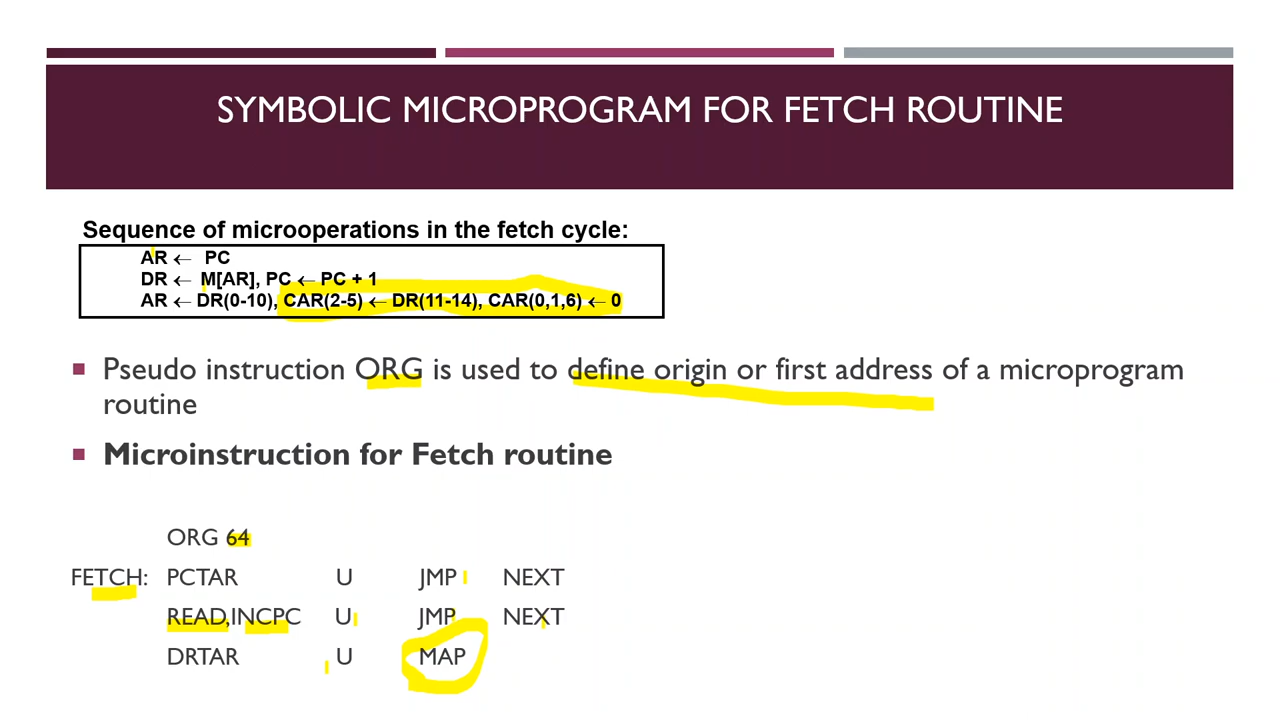 SYMBOLIC MICROPROGRAM FOR FETCH ROUTINE
Sequence of microoperations in the fetch cycle:
AR ← PC
DR ← M[AR], PC ← PC + 1
AR ← DR(0-10), CAR(2-5) ← DR(11-14), CAR(0,1,6) ← 0
▪ Pseudo instruction ORG is used to define origin or first address of a microprogram
routine
▪ Microinstruction for Fetch routine
ORG 64
FETCH: PCTAR U JMP NEXT
READ,INCPC U JMP NEXT
DRTAR U MAP